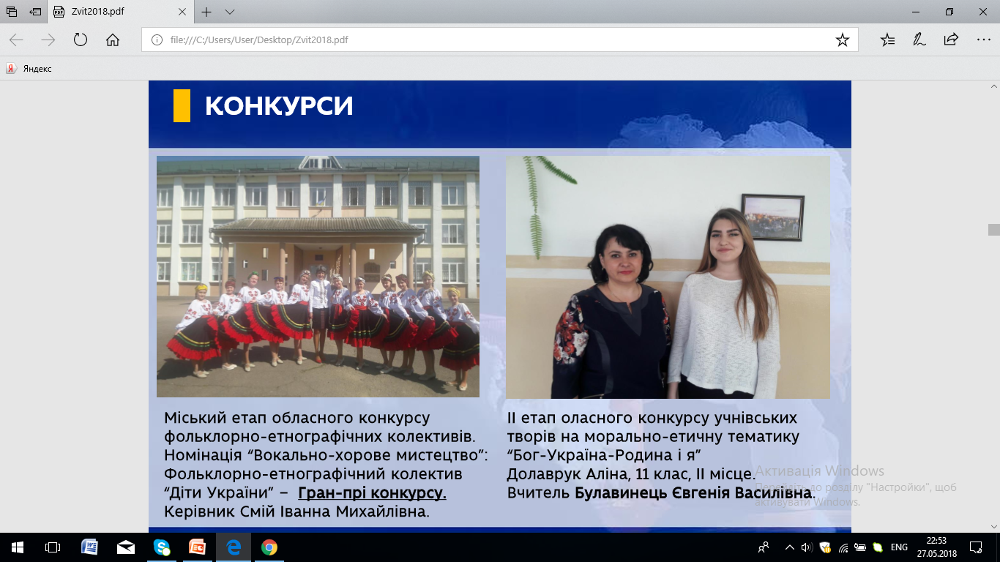 Zvit2018.pdf
file:///C:/Users/User/Desktop/Zvit2018.pdf
Яндекс
КОНКУРСИ
Міський етап обласного конкурсу
фольклорно-етнографічних колективів.
Номінація “Вокально-хорове мистецтво”:
Фольклорно-етнографічний колектив
“Діти України” – Гран-прі конкурсу.
Керівник Смій Іванна Михайлівна.
ІІ етап оласного конкурсу учнівських
творів на морально-етичну тематику
“Бог-Україна-Родина і я”
Долаврук Аліна, 11 клас, ІІ місце.
Вчитель Булавинець Євгенія Василівна.
Активація Windows
Перейдіть до розділу "Настройки", щоб
активувати Windows.
ENG
22:53
27.05.2018